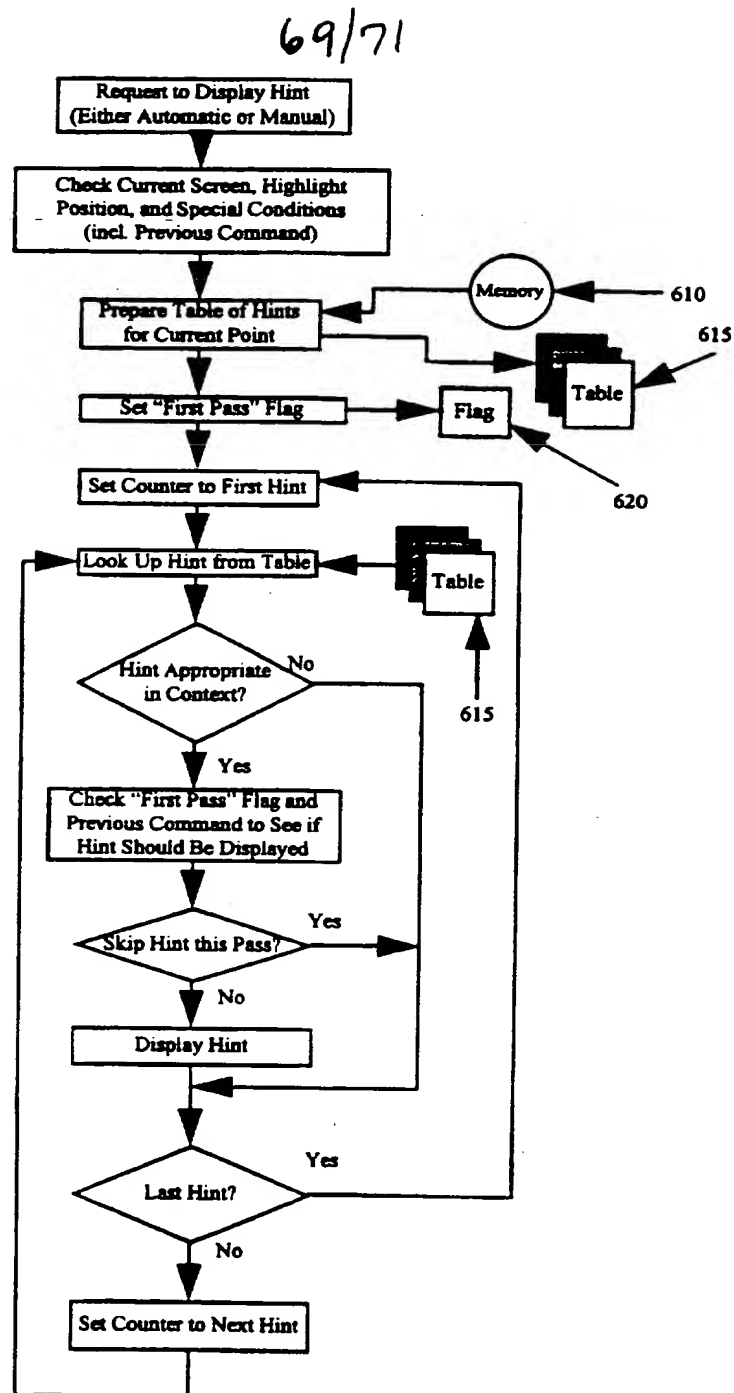 69/71
Request to Display Hint
(Either Automatic or Manual)
Check Current Screen, Highlight
Position, and Special Conditions
(incl. Previous Command)
Memory
610
Prepare Table of Hints
for Current Point
615
Table
Set "First Pass" Flag
Flag
620
Set Counter to First Hint
Look Up Hint from Table
Table
615
Hint Appropriate
in Context?
No
Yes
Check "First Pass" Flag and
Previous Command to See if
Hint Should Be Displayed
Skip Hint this Pass?
Yes
No
Display Hint
Last Hint?
Yes
No
Set Counter to Next Hint